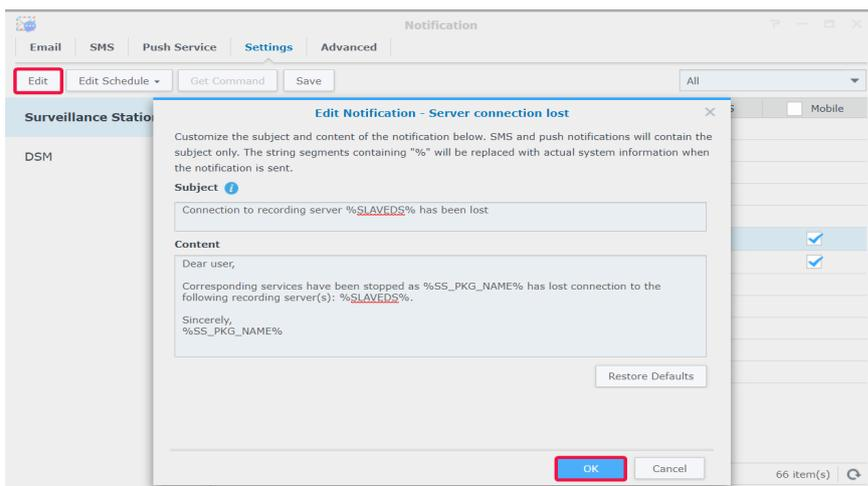 Notification
Email SMS Push Service Settings Advanced
Edit Edit Schedule Get Command Save All
Surveillance Statio
Mobile
DSM
Edit Notification - Server connection lost
Customize the subject and content of the notification below. SMS and push notifications will contain the
subject only. The string segments containing "%" will be replaced with actual system information when
the notification is sent.
Subject
Connection to recording server %SLAVEDS% has been lost
Content
Dear user,
Corresponding services have been stopped as %SS_PKG_NAME% has lost connection to the
following recording server(s): %SLAVEDS%.
Sincerely,
%SS_PKG_NAME%
Restore Defaults
OK Cancel
66 item(s)